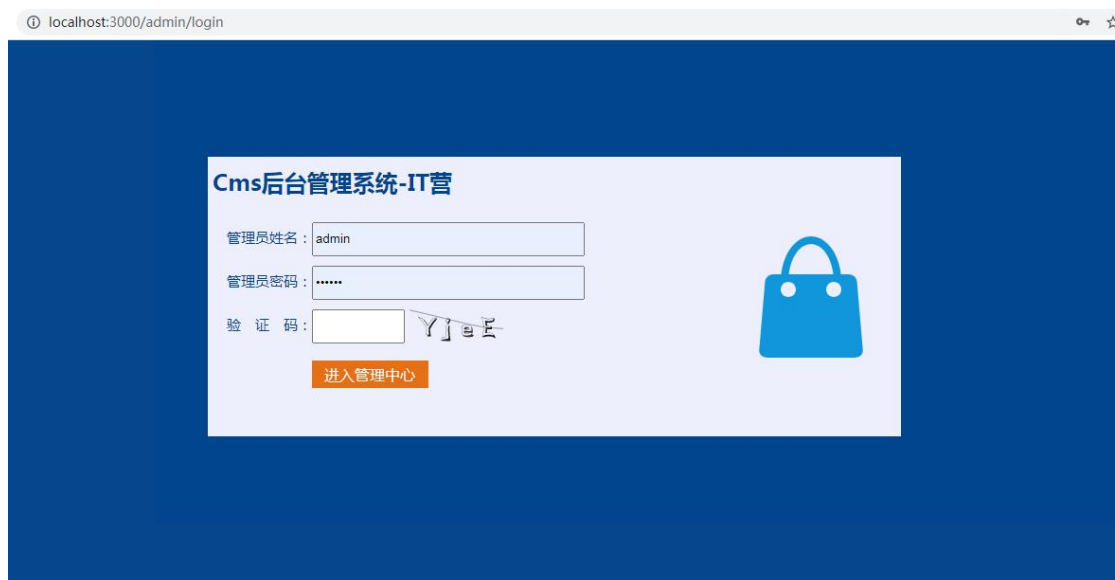 localhost:3000/admin/login
Cms后台管理系统-IT营
管理员姓名：admin
管理员密码：••••••
验 证 码： YjeE
进入管理中心